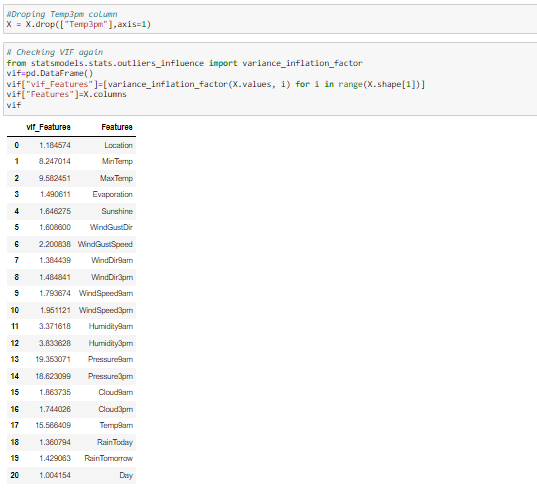 #Droping Temp3pm column
X = X.drop(["Temp3pm"],axis=1)
# Checking VIF again
from statsmodels.stats.outliers_influence import variance_inflation_factor
vif=pd.DataFrame()
vif["vif_Features"]=[variance_inflation_factor(X.values, i) for i in range(X.shape[1])]
vif["Features"]=X.columns
vif
vif_Features Features
0 1.184574 Location
1 8.247014 MinTemp
2 9.582451 MaxTemp
3 1.490611 Evaporation
4 1.646275 Sunshine
5 1.608600 WindGustDir
6 2.200838 WindGustSpeed
7 1.384439 WindDir9am
8 1.484841 WindDir3pm
9 1.793674 WindSpeed9am
10 1.951121 WindSpeed3pm
11 3.371618 Humidity9am
12 3.833628 Humidity3pm
13 19.353071 Pressure9am
14 18.623099 Pressure3pm
15 1.863735 Cloud9am
16 1.744026 Cloud3pm
17 15.566409 Temp9am
18 1.360794 RainToday
19 1.429063 RainTomorrow
20 1.004154 Day